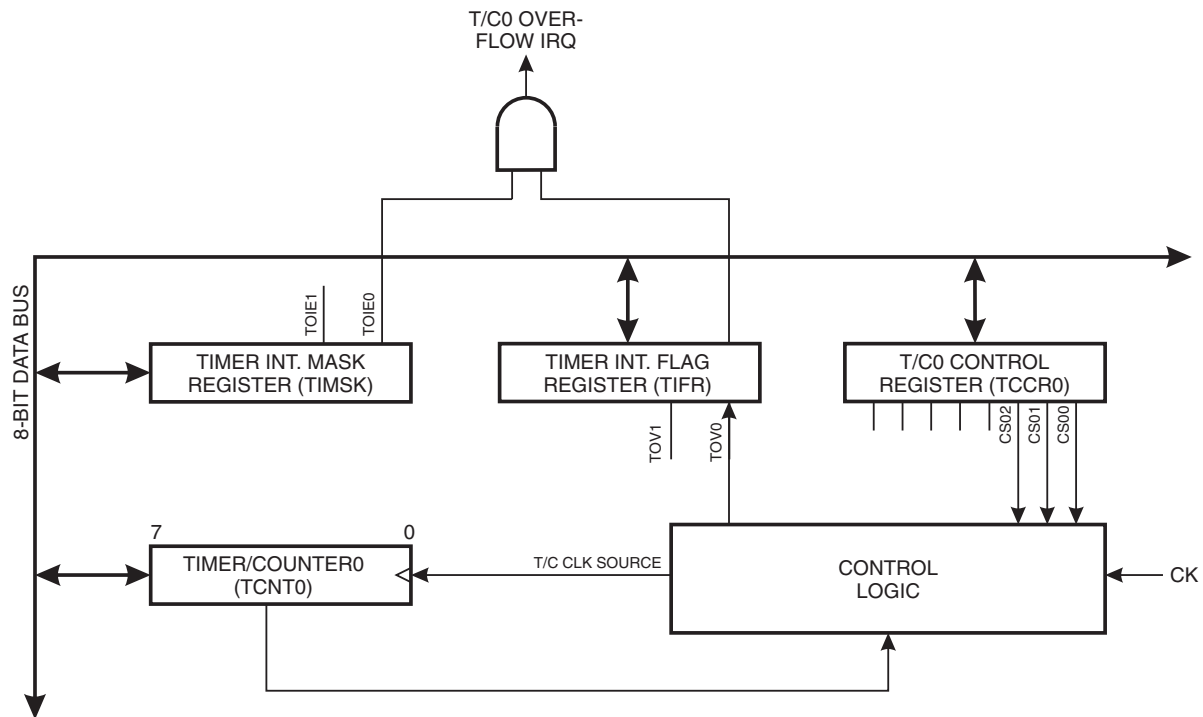 T/C0 OVER-
FLOW IRQ
8-BIT DATA BUS
TOIE1
TOIE0
TIMER INT. MASK
REGISTER (TIMSK)
TIMER INT. FLAG
REGISTER (TIFR)
T/C0 CONTROL
REGISTER (TCCR0)
TOV1
TOV0
CS02
CS01
CS00
7
0
TIMER/COUNTER0
(TCNT0)
T/C CLK SOURCE
CONTROL
LOGIC
CK